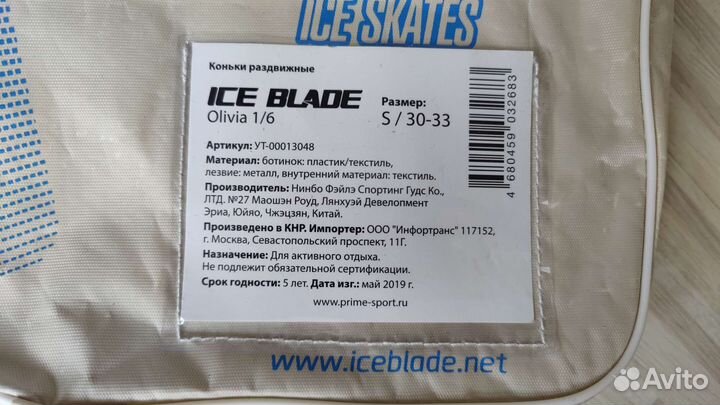 ICE SKATES
Коньки раздвижные
ICE BLADE
Olivia 1/6
Размер:
S / 30-33
Артикул: УТ-00013048
Материал: ботинок: пластик/текстиль,
лезвие: металл, внутренний материал: текстиль.
Производитель: Нинбо Фэйлэ Спортинг Гудс Ко.,
ЛТД. №27 Маошэн Роуд, Лянхуэй Девелопмент
Эриа, Юйяо, Чжэцзян, Китай.
Произведено в КНР. Импортер: ООО "Инфортранс" 117152,
г. Москва, Севастопольский проспект, 11Г.
Назначение: Для активного отдыха.
Не подлежит обязательной сертификации.
Срок годности: 5 лет. Дата изг.: май 2019 г.
www.prime-sport.ru
4 680459 032683
www.iceblade.net
Avito